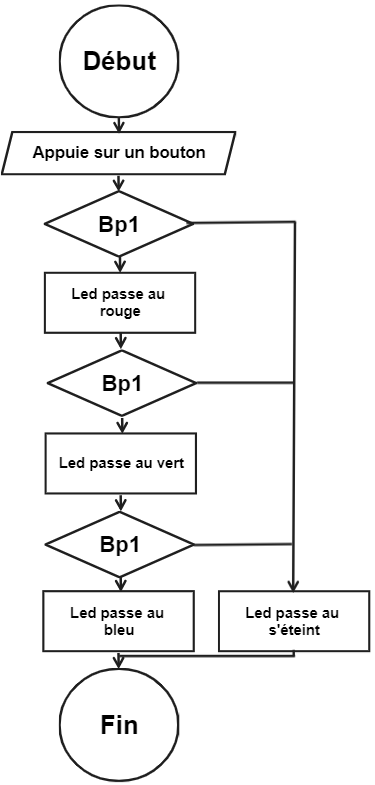 Début
Appuie sur un bouton
Bp1
Led passe au
rouge
Bp1
Led passe au vert
Bp1
Led passe au
bleu
Led passe au
s'éteint
Fin